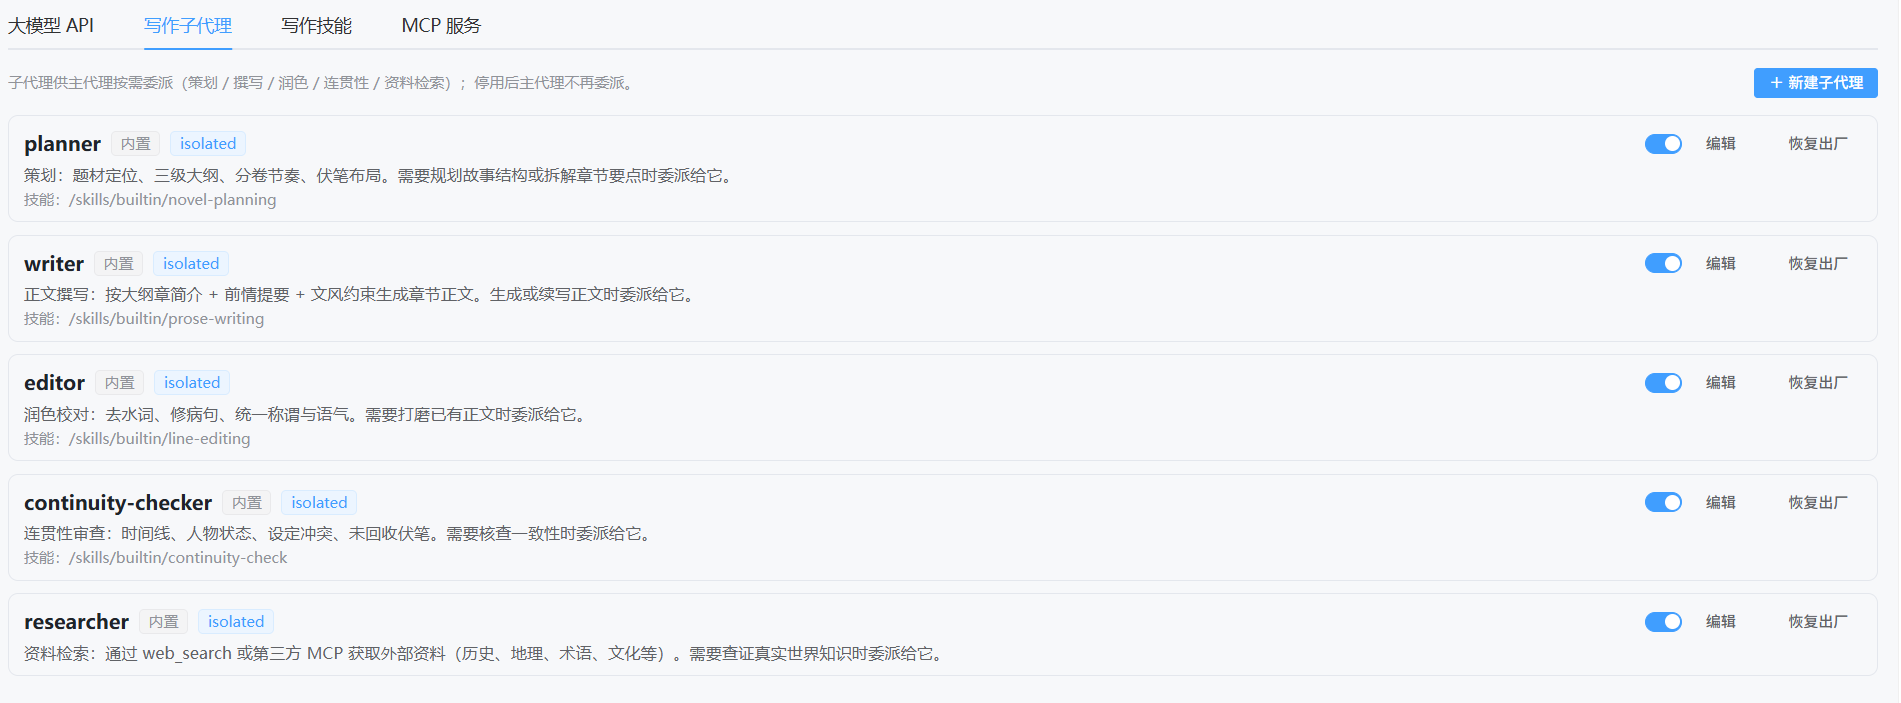 大模型 API 写作子代理 写作技能 MCP 服务
子代理供主代理按需委派（策划 / 撰写 / 润色 / 连贯性 / 资料检索）；停用后主代理不再委派。 + 新建子代理
planner 内置 isolated 编辑 恢复出厂
策划：题材定位、三级大纲、分卷节奏、伏笔布局。需要规划故事结构或拆解章节要点时委派给它。
技能：/skills/builtin/novel-planning
writer 内置 isolated 编辑 恢复出厂
正文撰写：按大纲章简介 + 前情提要 + 文风约束生成章节正文。生成或续写正文时委派给它。
技能：/skills/builtin/prose-writing
editor 内置 isolated 编辑 恢复出厂
润色校对：去水词、修病句、统一称谓与语气。需要打磨已有正文时委派给它。
技能：/skills/builtin/line-editing
continuity-checker 内置 isolated 编辑 恢复出厂
连贯性审查：时间线、人物状态、设定冲突、未回收伏笔。需要核查一致性时委派给它。
技能：/skills/builtin/continuity-check
researcher 内置 isolated 编辑 恢复出厂
资料检索：通过 web_search 或第三方 MCP 获取外部资料（历史、地理、术语、文化等）。需要查证真实世界知识时委派给它。